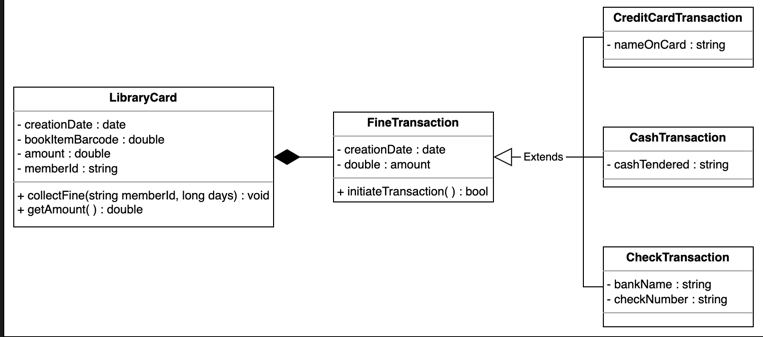 CreditCardTransaction
- nameOnCard : string
LibraryCard
- creationDate : date
- bookItemBarcode : double
- amount : double
- memberId : string
+ collectFine(string memberId, long days) : void
+ getAmount( ) : double
FineTransaction
- creationDate : date
- double : amount
+ initiateTransaction( ) : bool
Extends
CashTransaction
- cashTendered : string
CheckTransaction
- bankName : string
- checkNumber : string